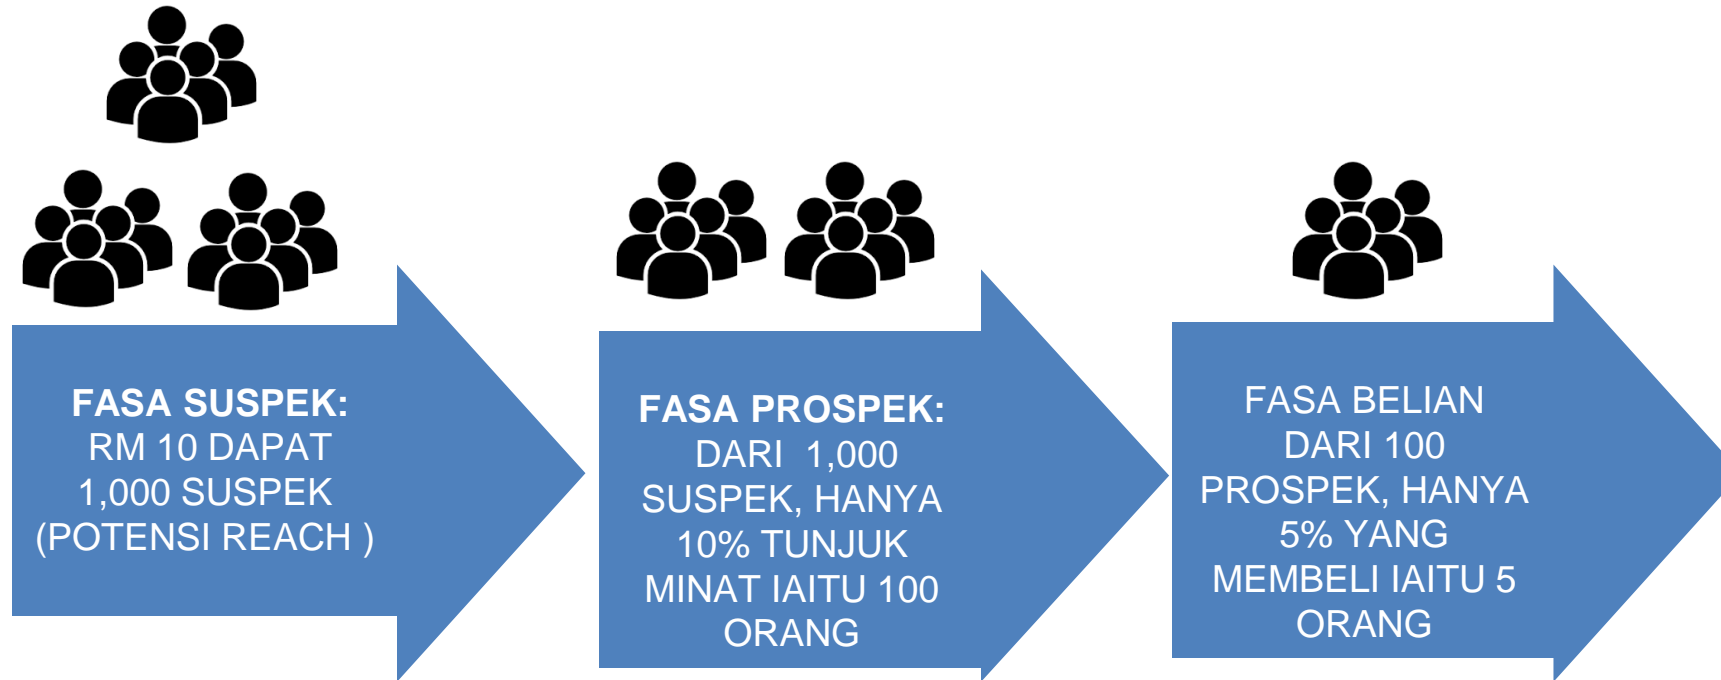 FASA SUSPEK:
RM 10 DAPAT
1,000 SUSPEK
(POTENSI REACH )
FASA PROSPEK:
DARI  1,000
SUSPEK, HANYA
10% TUNJUK
MINAT IAITU 100
ORANG
FASA BELIAN
DARI 100
PROSPEK, HANYA
5% YANG
MEMBELI IAITU 5
ORANG